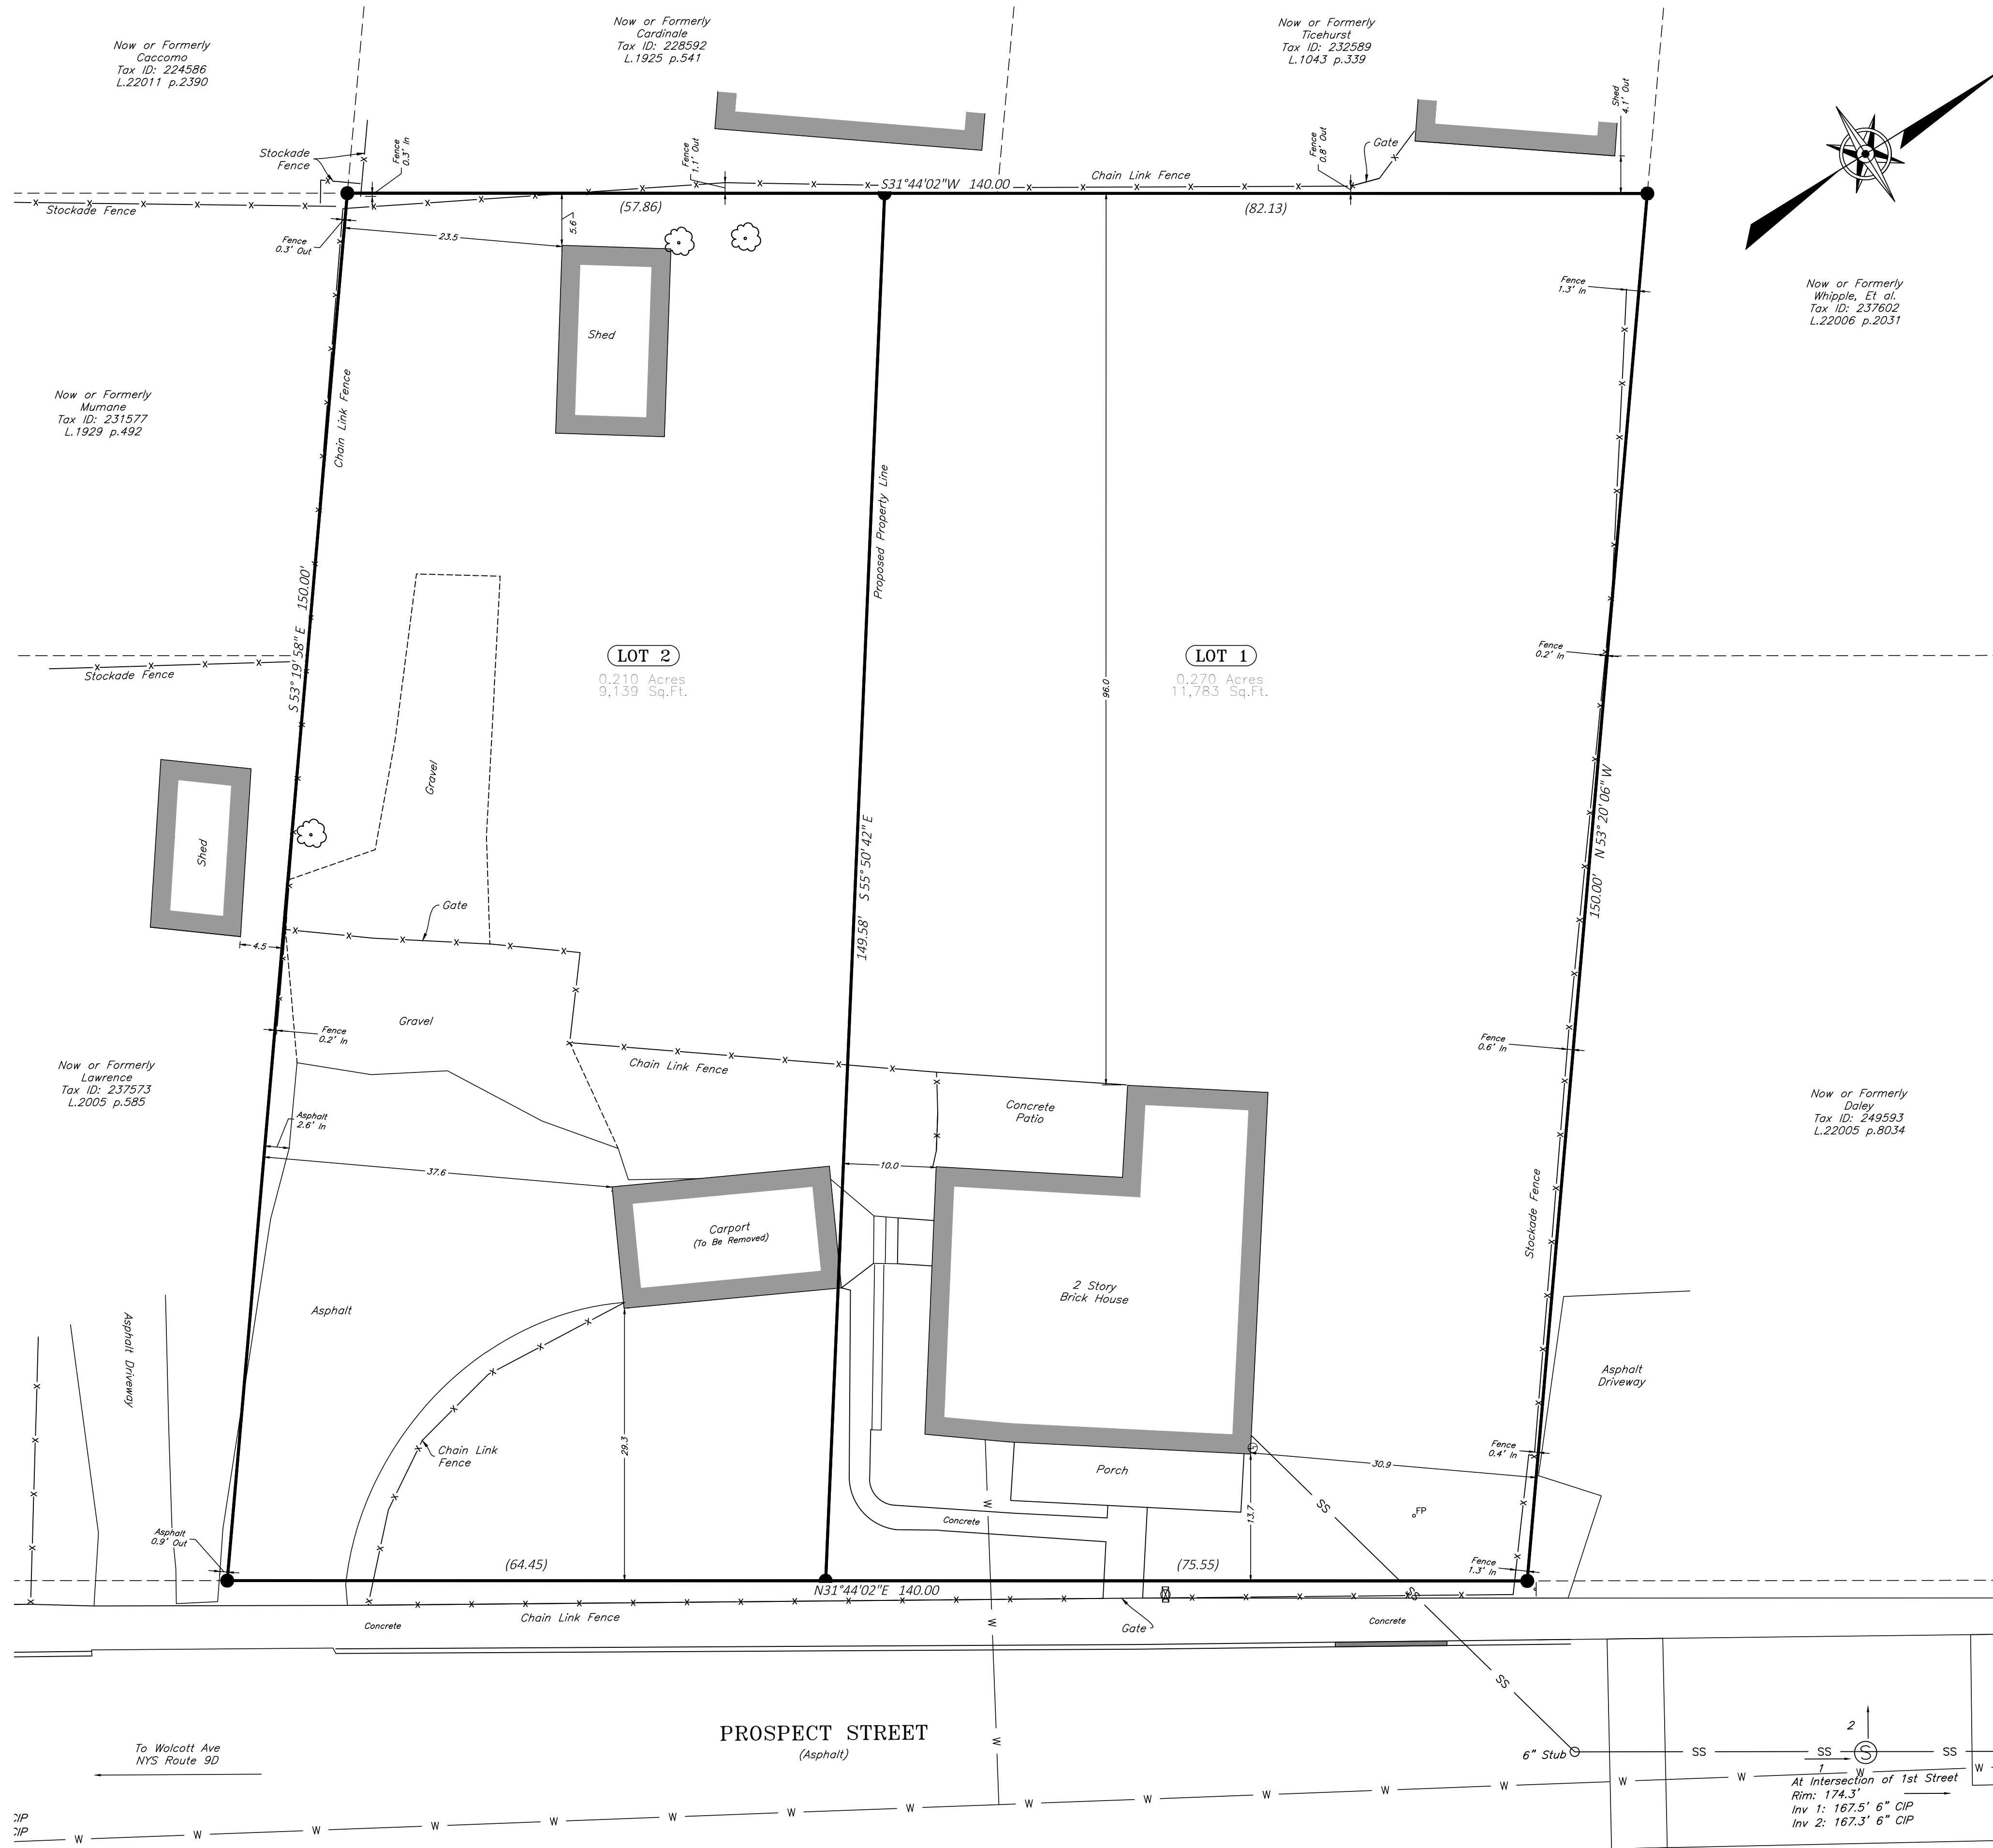 Now or Formerly
Caccomo
Tax ID: 224586
L.22011 p.2390
Now or Formerly
Cardinale
Tax ID: 228592
L.1925 p.541
Now or Formerly
Ticehurst
Tax ID: 232589
L.1043 p.339
Shed
4.1' Out
Stockade
Fence
Fence
0.3' In
Fence
1.1' Out
Fence
0.8' Out
Gate
Chain Link Fence
S31°44'02"W 140.00
Stockade Fence
(57.86)
(82.13)
Fence
0.3' Out
23.5
5.6
Shed
Fence
1.3' In
Now or Formerly
Whipple, Et al.
Tax ID: 237602
L.22006 p.2031
Now or Formerly
Mumane
Tax ID: 231577
L.1929 p.492
Chain Link Fence
Proposed Property Line
S 53° 19' 58" E 150.00'
Stockade Fence
LOT 2
0.210 Acres
9,139 Sq.Ft.
LOT 1
0.270 Acres
11,783 Sq.Ft.
96.0
Fence
0.2' In
Gravel
Shed
149.58' S 55° 50' 42" E
150.00' N 53° 20' 06" W
Gate
4.5
Gravel
Fence
0.2' In
Chain Link Fence
Fence
0.6' In
Now or Formerly
Lawrence
Tax ID: 237573
L.2005 p.585
Asphalt
2.6' In
Concrete
Patio
Now or Formerly
Daley
Tax ID: 249593
L.22005 p.8034
37.6
10.0
Carport
(To Be Removed)
Stockade Fence
2 Story
Brick House
Asphalt
Asphalt Driveway
Asphalt
Driveway
Chain Link
Fence
29.3
Fence
0.4' In
30.9
S
Porch
W
SS
13.7
FP
Concrete
Asphalt
0.9' Out
(64.45)
(75.55)
Fence
1.3' In
N31°44'02"E 140.00
SS
Chain Link Fence
Concrete
Gate
Concrete
W
SS
PROSPECT STREET
(Asphalt)
W
To Wolcott Ave
NYS Route 9D
6" Stub
SS SS S SS
2
1
At Intersection of 1st Street
Rim: 174.3'
Inv 1: 167.5' 6" CIP
Inv 2: 167.3' 6" CIP
CIP
CIP
W W W W W W W W W W W W W W W W W